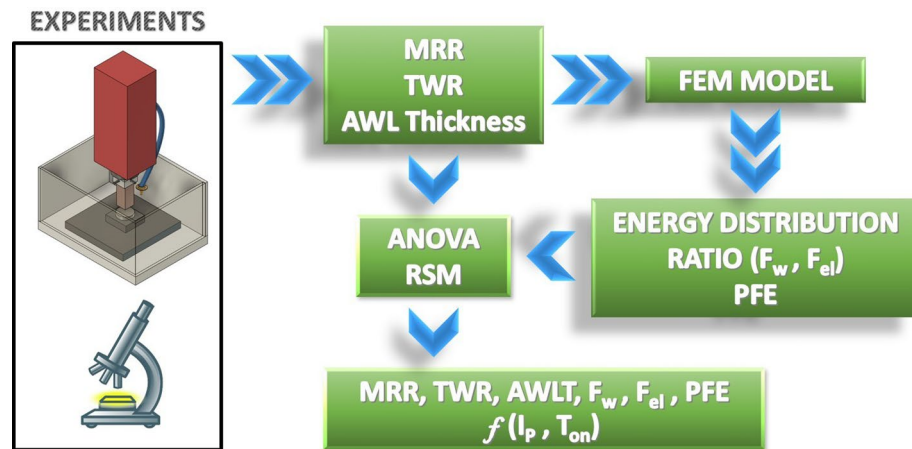 EXPERIMENTS
MRR
TWR
AWL Thickness
FEM MODEL
ENERGY DISTRIBUTION
RATIO (Fw , Fel)
PFE
ANOVA
RSM
MRR, TWR, AWLT, Fw , Fel , PFE
f (IP , Ton)